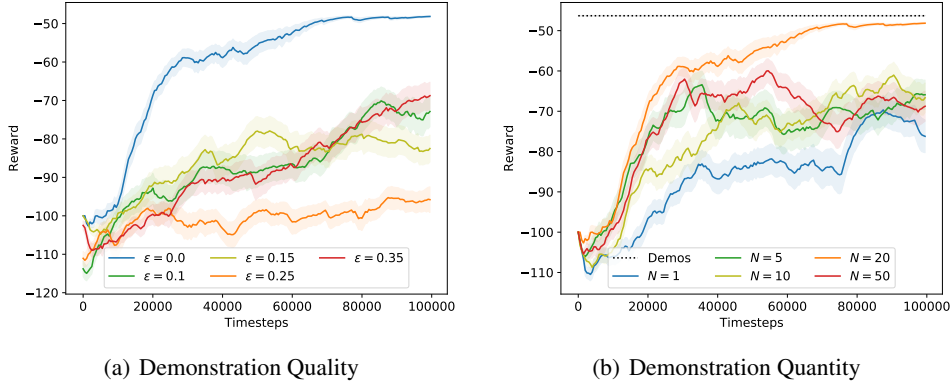 −50
−60
−70
−80
−90
−100
−110
−120
Reward
0
20000
40000
60000
80000
100000
Timesteps
ε = 0.0
ε = 0.1
ε = 0.15
ε = 0.25
ε = 0.35
(a) Demonstration Quality
−50
−60
−70
−80
−90
−100
−110
Reward
0
20000
40000
60000
80000
100000
Timesteps
Demos
N = 1
N = 5
N = 10
N = 20
N = 50
(b) Demonstration Quantity